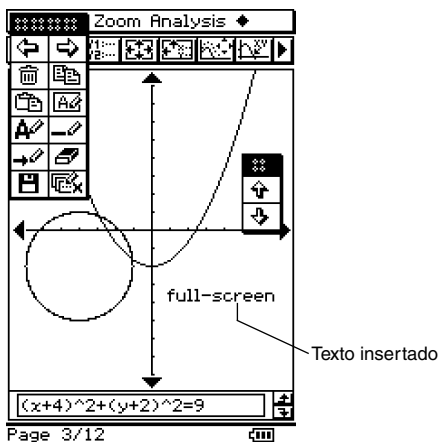 Zoom Analysis ◆
full-screen
Texto insertado
(x+4)^2+(y+2)^2=9
Page 3/12